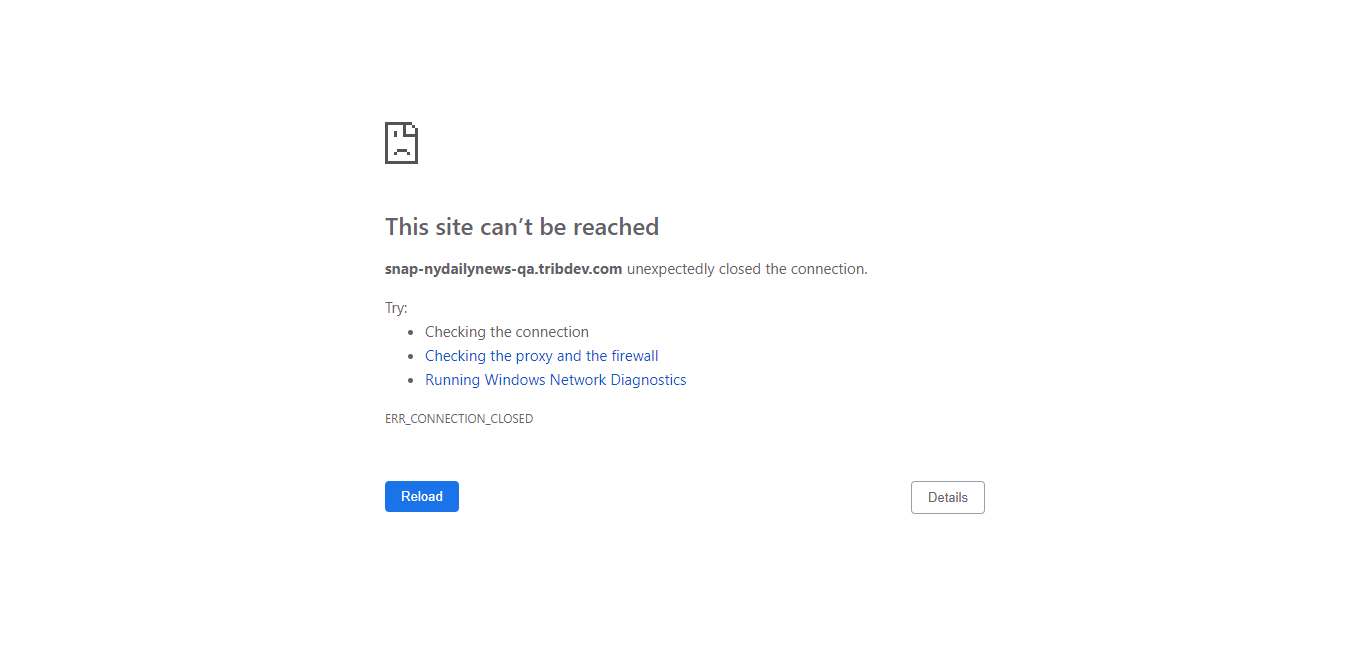 This site can’t be reached
snap-nydailynews-qa.tribdev.com unexpectedly closed the connection.
Try:
• Checking the connection
• Checking the proxy and the firewall
• Running Windows Network Diagnostics
ERR_CONNECTION_CLOSED
Reload
Details